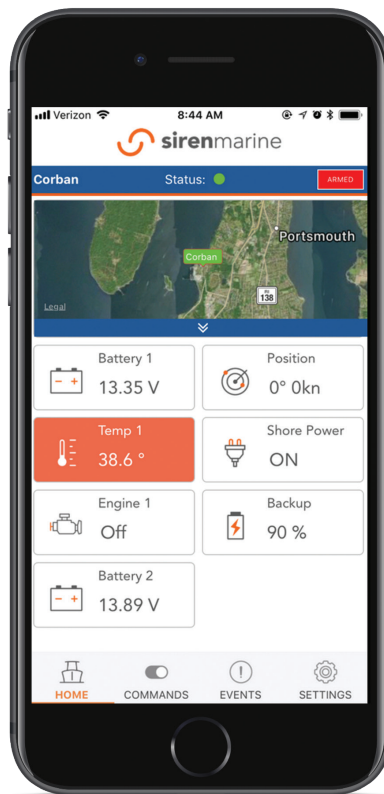 Verizon 8:44 AM
sirenmarine
Corban Status: ARMED
Portsmouth
Corban
RI
138
Legal
Battery 1
13.35 V
Position
0° 0kn
Temp 1
38.6 °
Shore Power
ON
Engine 1
Off
Backup
90 %
Battery 2
13.89 V
HOME COMMANDS EVENTS SETTINGS